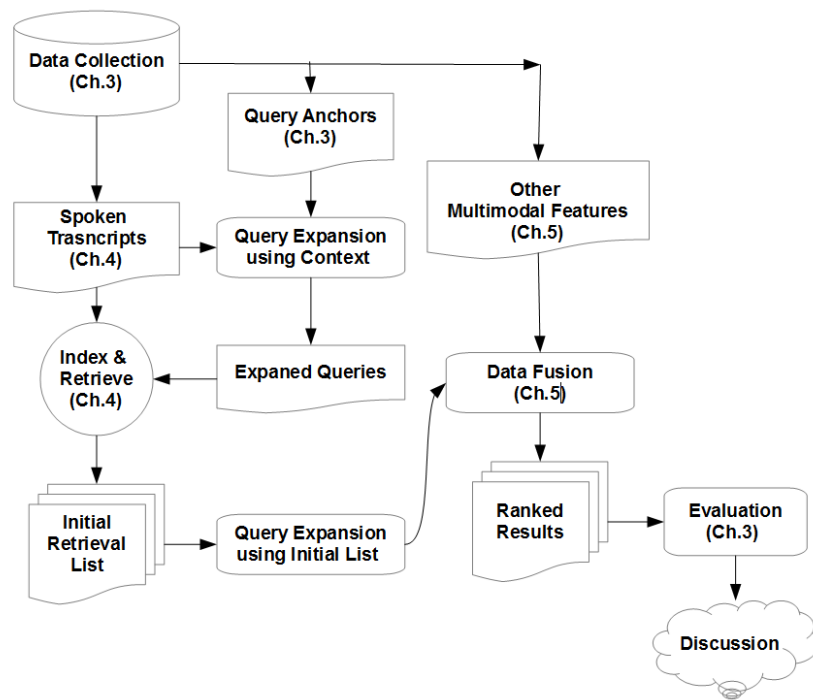 Data Collection
(Ch.3)
Query Anchors
(Ch.3)
Other
Multimodal Features
(Ch.5)
Spoken
Trasncripts
(Ch.4)
Query Expansion
using Context
Index &
Retrieve
(Ch.4)
Expaned Queries
Data Fusion
(Ch.5)
Initial
Retrieval
List
Query Expansion
using Initial List
Ranked
Results
Evaluation
(Ch.3)
Discussion